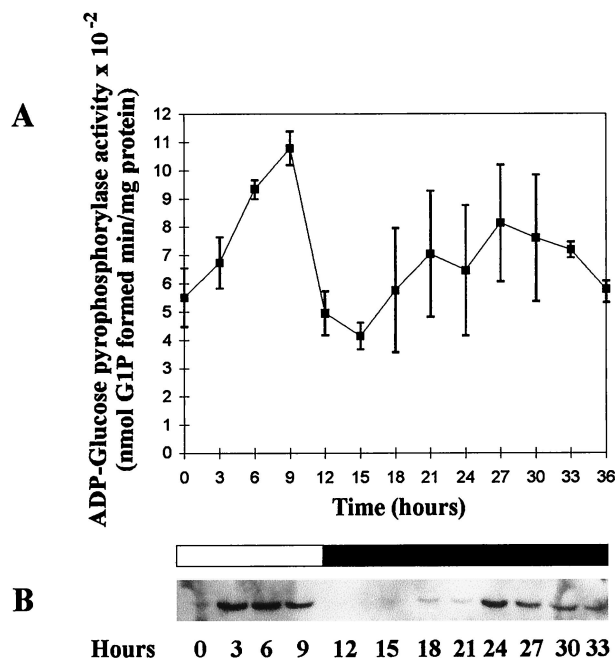 A
ADP-Glucose pyrophosphorylase activity x 10⁻²
(nmol G1P formed min/mg protein)
12
11
10
9
8
7
6
5
4
3
2
1
0
0 3 6 9 12 15 18 21 24 27 30 33 36
Time (hours)
B
Hours 0 3 6 9 12 15 18 21 24 27 30 33